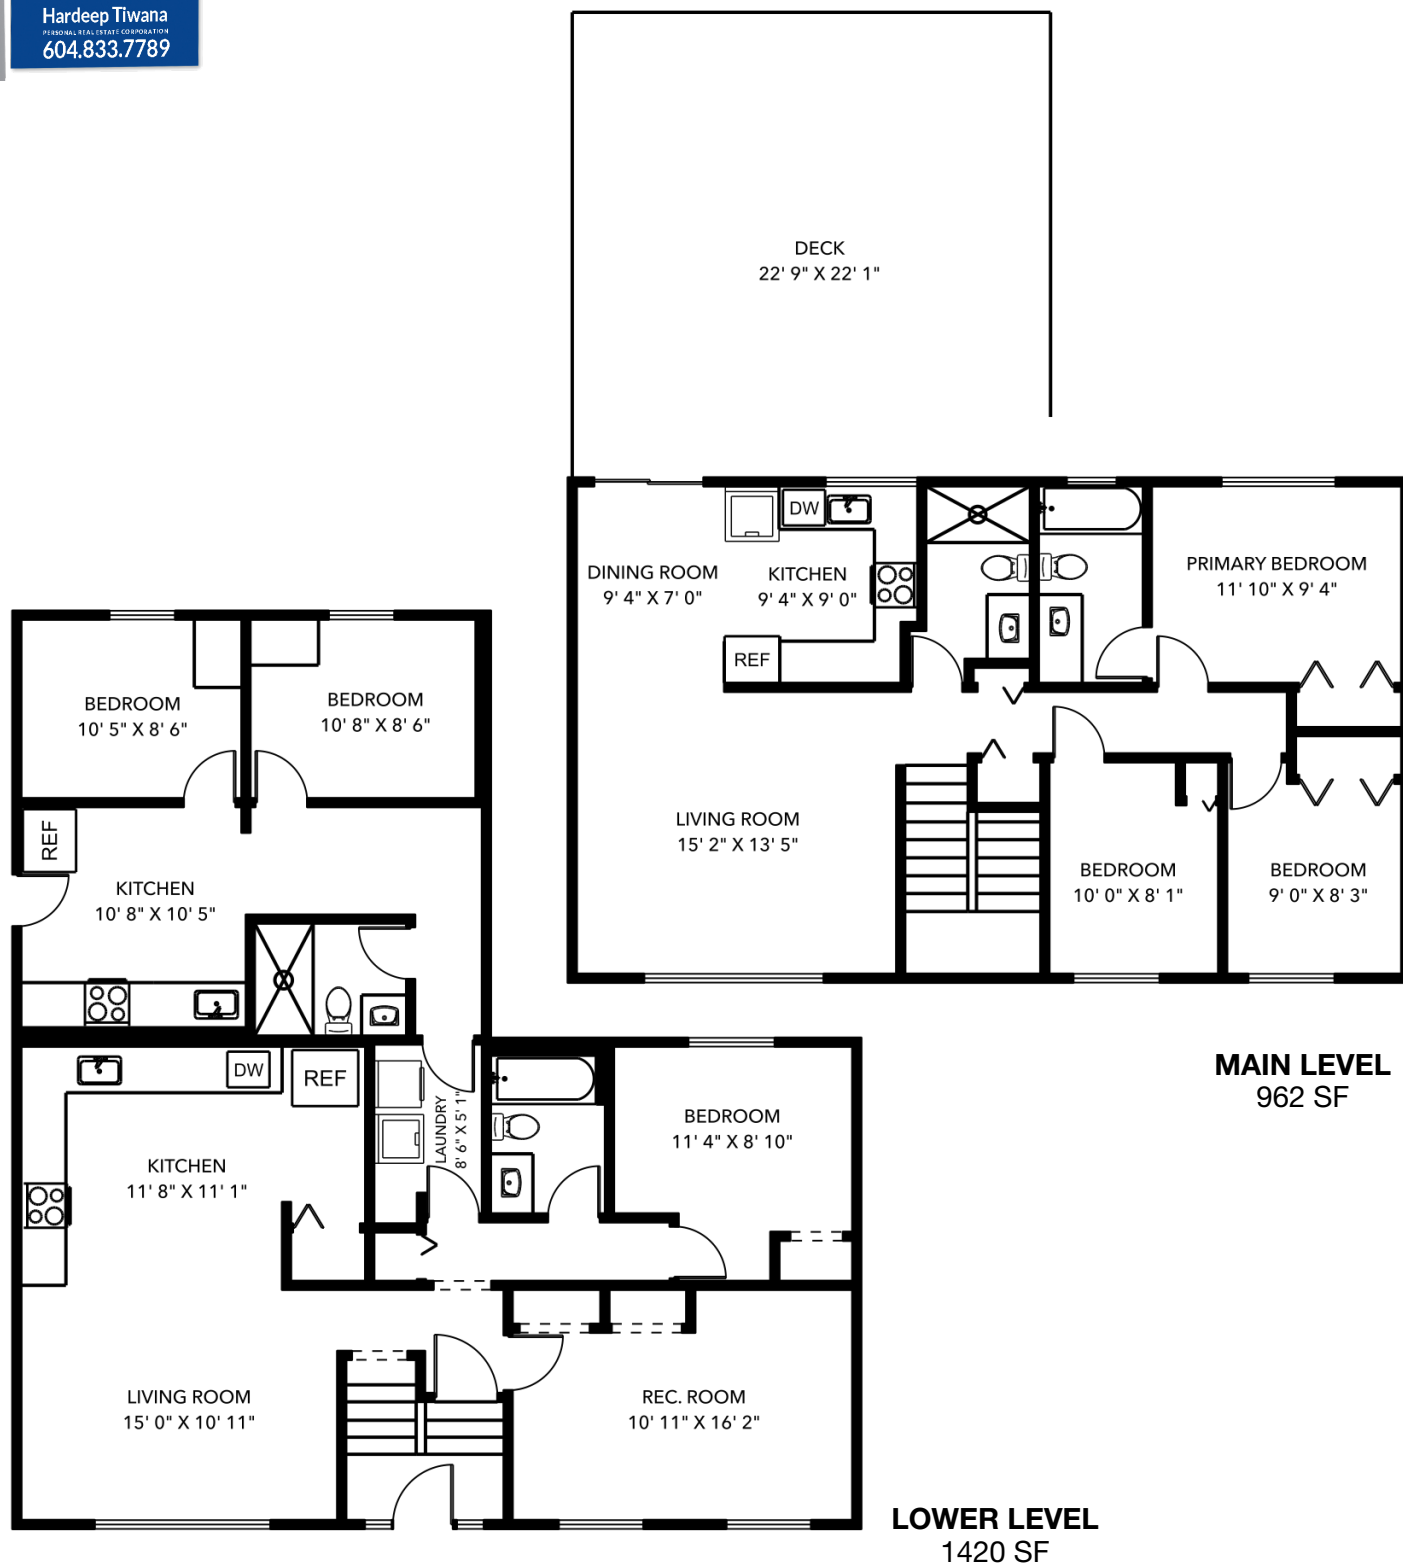 Hardeep Tiwana
PERSONAL REAL ESTATE CORPORATION
604.833.7789
DECK
22' 9" X 22' 1"
DW
DINING ROOM
9' 4" X 7' 0"
KITCHEN
9' 4" X 9' 0"
REF
PRIMARY BEDROOM
11' 10" X 9' 4"
LIVING ROOM
15' 2" X 13' 5"
BEDROOM
10' 0" X 8' 1"
BEDROOM
9' 0" X 8' 3"
MAIN LEVEL
962 SF
BEDROOM
10' 5" X 8' 6"
BEDROOM
10' 8" X 8' 6"
REF
KITCHEN
10' 8" X 10' 5"
DW
REF
KITCHEN
11' 8" X 11' 1"
LAUNDRY
8' 6" X 5' 1"
BEDROOM
11' 4" X 8' 10"
LIVING ROOM
15' 0" X 10' 11"
REC. ROOM
10' 11" X 16' 2"
LOWER LEVEL
1420 SF